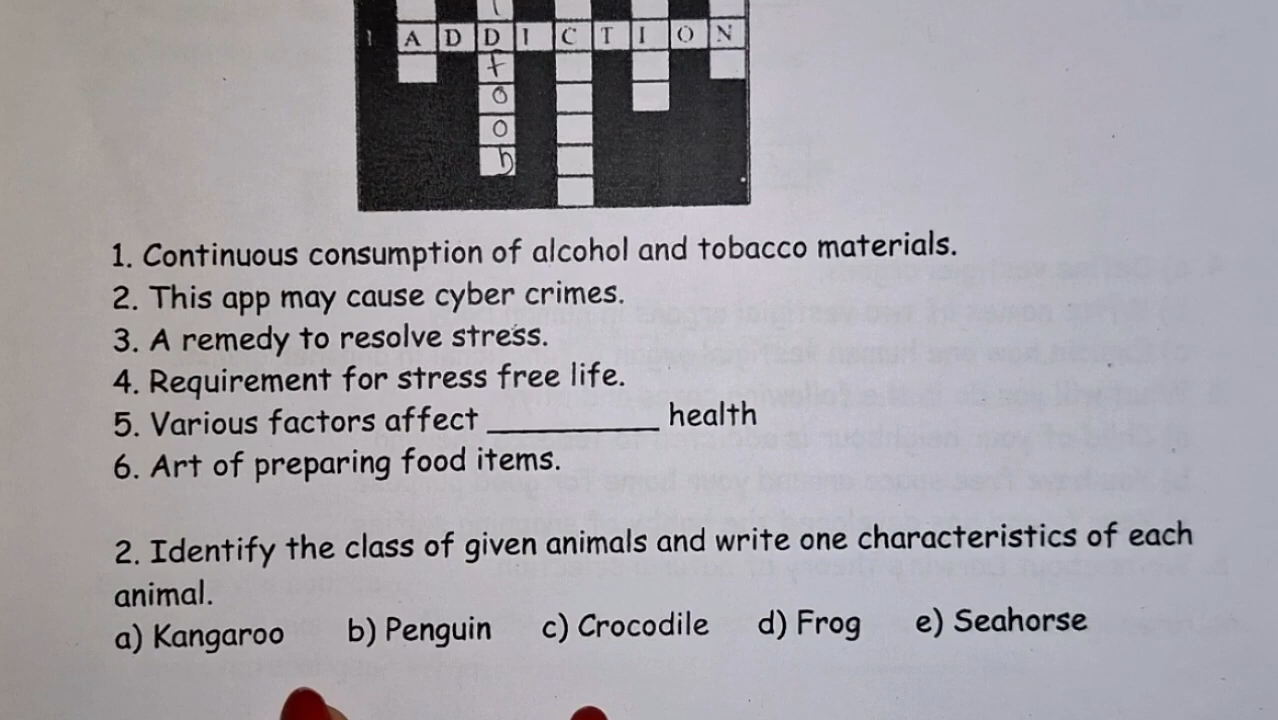 1 A D D I C T I O N
f
o
o
b
1. Continuous consumption of alcohol and tobacco materials.
2. This app may cause cyber crimes.
3. A remedy to resolve stress.
4. Requirement for stress free life.
5. Various factors affect __________ health
6. Art of preparing food items.
2. Identify the class of given animals and write one characteristics of each
animal.
a) Kangaroo b) Penguin c) Crocodile d) Frog e) Seahorse